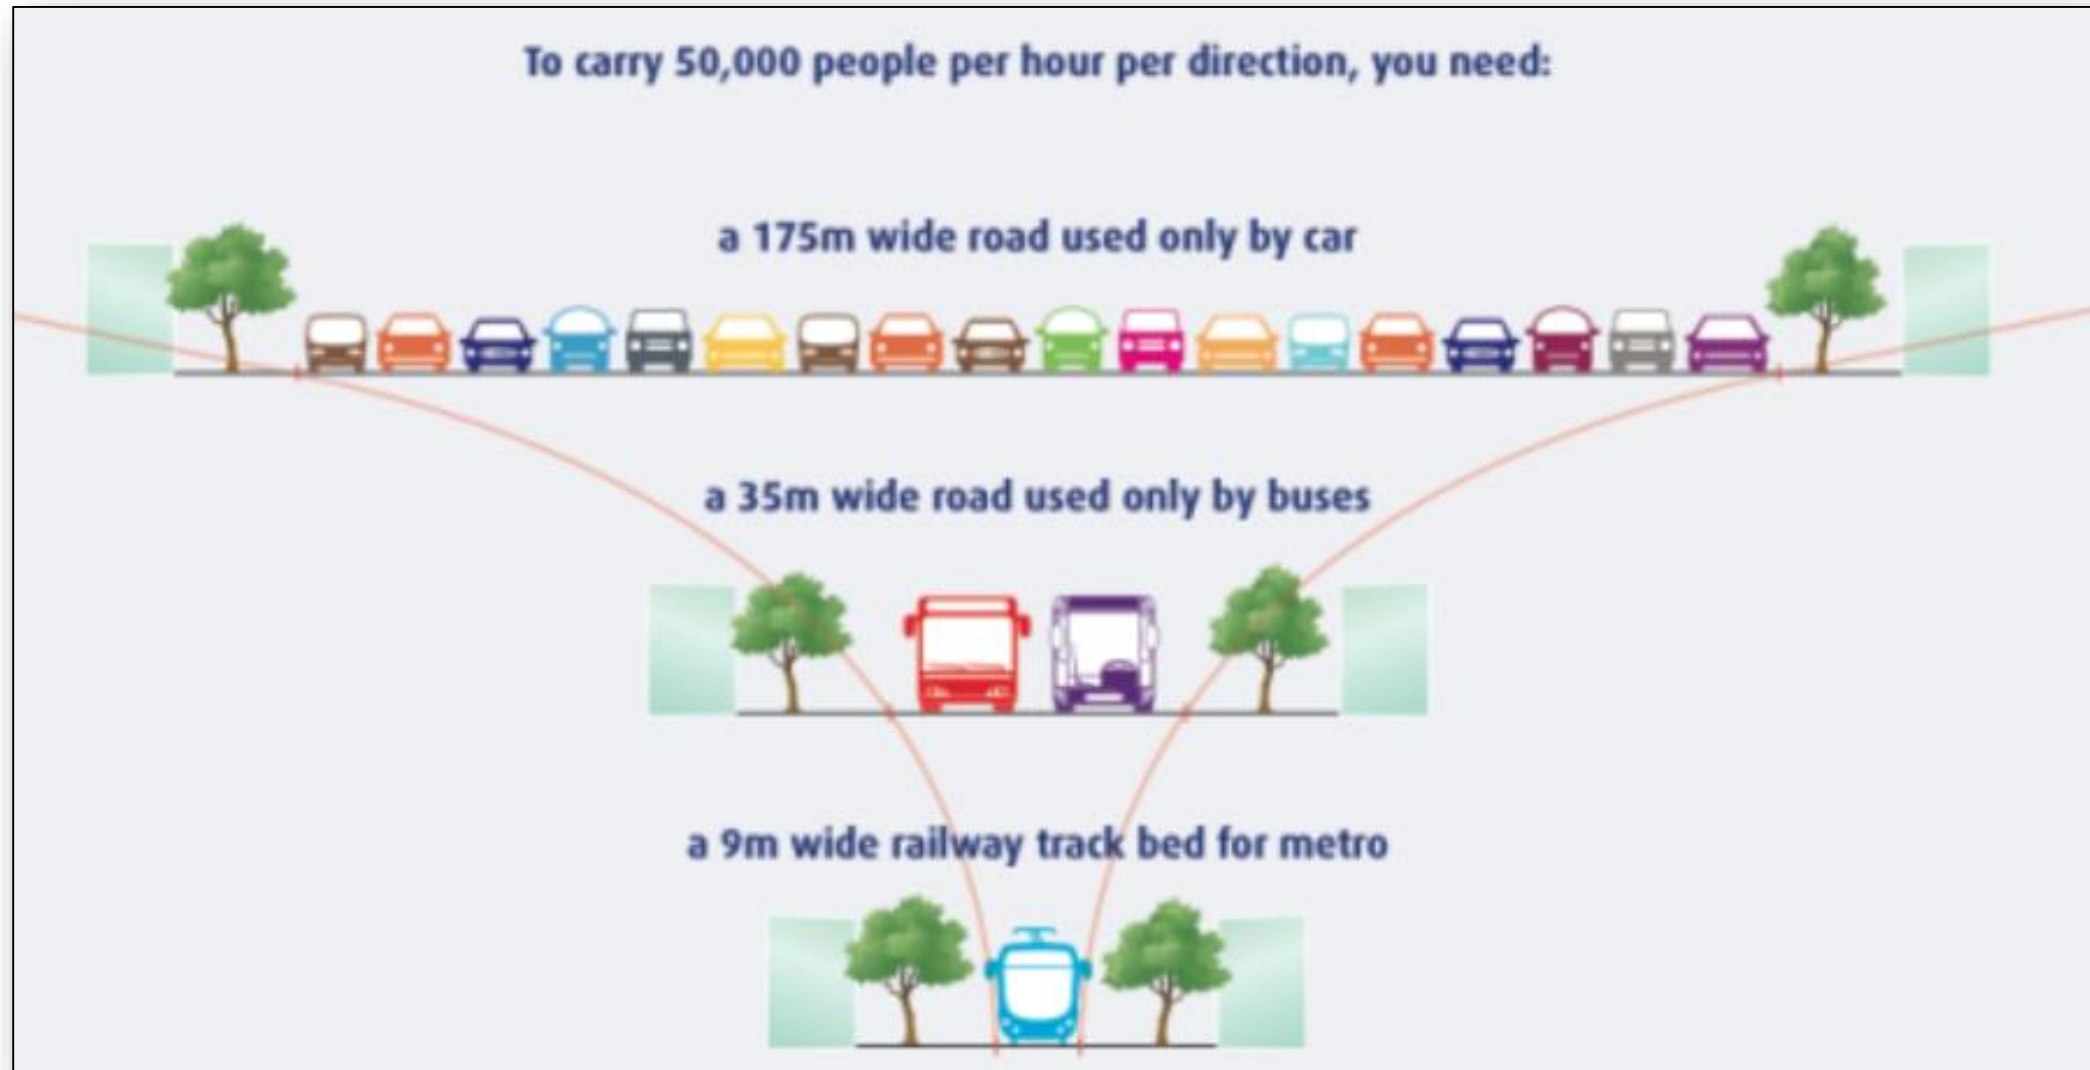 To carry 50,000 people per hour per direction, you need:
a 175m wide road used only by car
a 35m wide road used only by buses
a 9m wide railway track bed for metro